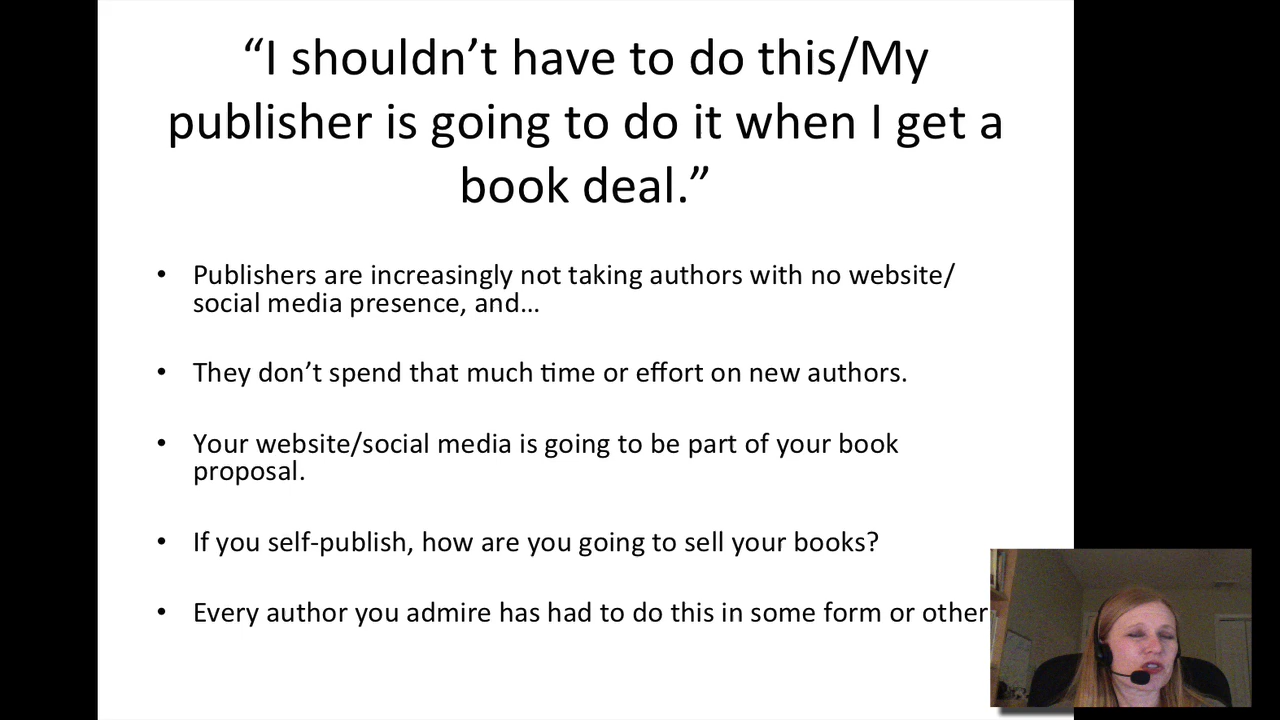 “I shouldn’t have to do this/My
publisher is going to do it when I get a
book deal.”
• Publishers are increasingly not taking authors with no website/
social media presence, and…
• They don’t spend that much time or effort on new authors.
• Your website/social media is going to be part of your book
proposal.
• If you self-publish, how are you going to sell your books?
• Every author you admire has had to do this in some form or other